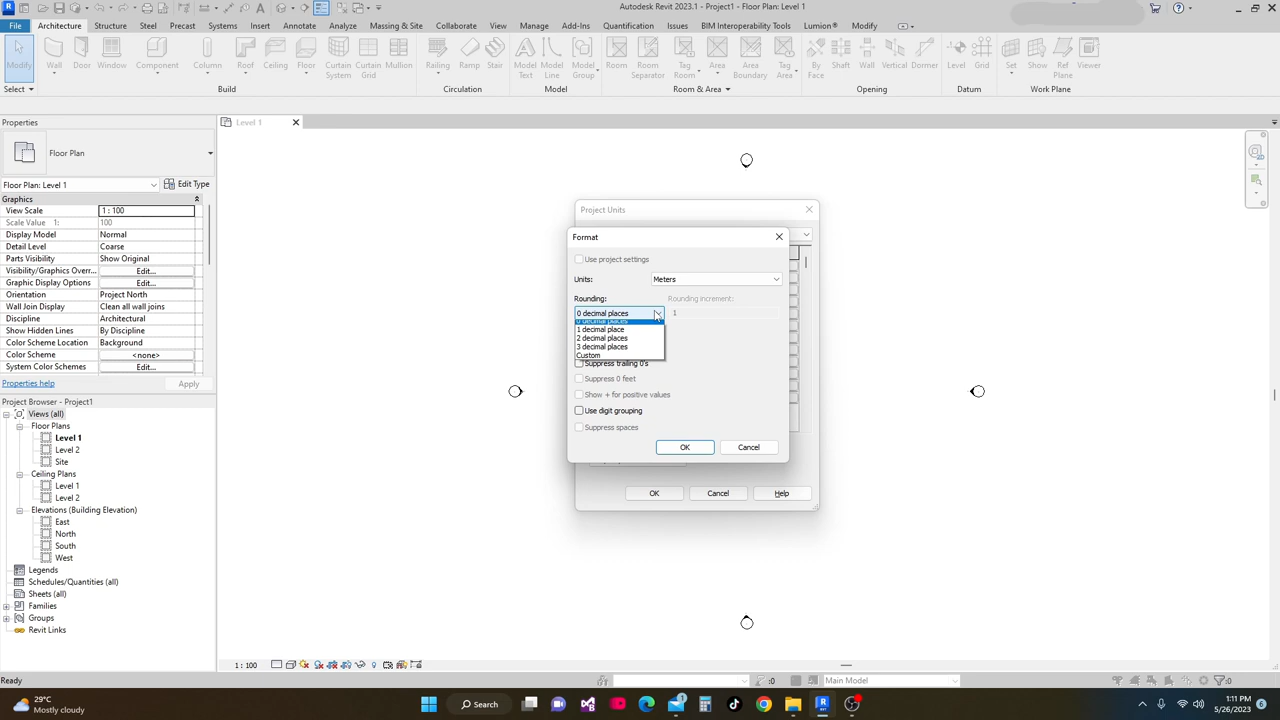 Autodesk Revit 2023.1 - Project1 - Floor Plan: Level 1
File Architecture Structure Steel Precast Systems Insert Annotate Analyze Massing & Site Collaborate View Manage Add-Ins Quantification Issues BIM Interoperability Tools Lumion® Modify
Modify Wall Door Window Component Column Roof Ceiling Floor Curtain System Curtain Grid Mullion Railing Ramp Stair Model Text Model Line Model Group Room Room Separator Tag Room Area Area Boundary Tag Area By Face Shaft Wall Vertical Dormer Level Grid Set Show Ref Plane Viewer
Select Build Circulation Model Room & Area Opening Datum Work Plane
Properties
Level 1
Floor Plan
Floor Plan: Level 1 Edit Type
Graphics
View Scale 1 : 100
Scale Value 1: 100
Display Model Normal
Detail Level Coarse
Parts Visibility Show Original
Visibility/Graphics Overr... Edit...
Graphic Display Options Edit...
Orientation Project North
Wall Join Display Clean all wall joins
Discipline Architectural
Show Hidden Lines By Discipline
Color Scheme Location Background
Color Scheme <none>
System Color Schemes Edit...
Properties help Apply
Project Browser - Project1
Views (all)
Floor Plans
Level 1
Level 2
Site
Ceiling Plans
Level 1
Level 2
Elevations (Building Elevation)
East
North
South
West
Legends
Schedules/Quantities (all)
Sheets (all)
Families
Groups
Revit Links
Project Units
Format
Use project settings
Units: Meters
Rounding: Rounding increment:
0 decimal places 1
0 decimal places
1 decimal place
2 decimal places
3 decimal places
Custom
Suppress trailing 0's
Suppress 0 feet
Show + for positive values
Use digit grouping
Suppress spaces
OK Cancel
OK Cancel Help
1 : 100
Ready :0 Main Model :0
29°C
Mostly cloudy
Search
1:11 PM
5/26/2023